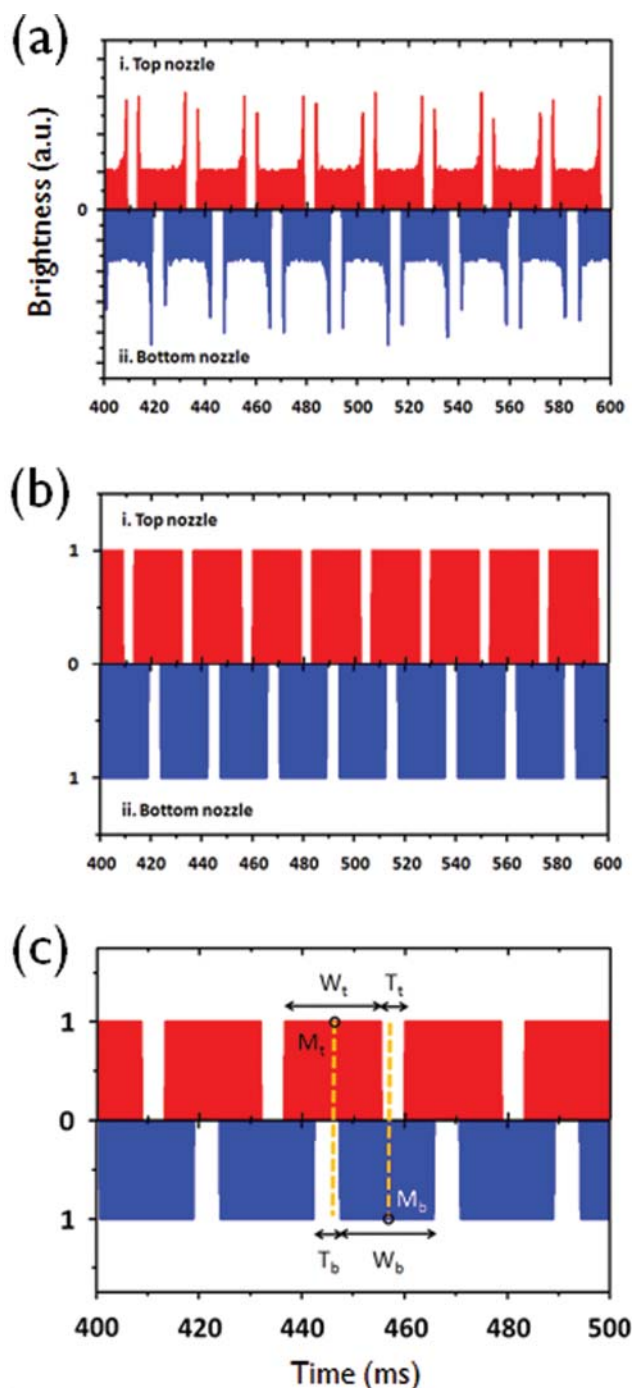 (a)
i. Top nozzle
Brightness (a.u.)
0
ii. Bottom nozzle
400 420 440 460 480 500 520 540 560 580 600
(b)
i. Top nozzle
1
0
1
ii. Bottom nozzle
400 420 440 460 480 500 520 540 560 580 600
(c)
Wt Tt
1
Mt
0
Mb
1
Tb Wb
400 420 440 460 480 500
Time (ms)